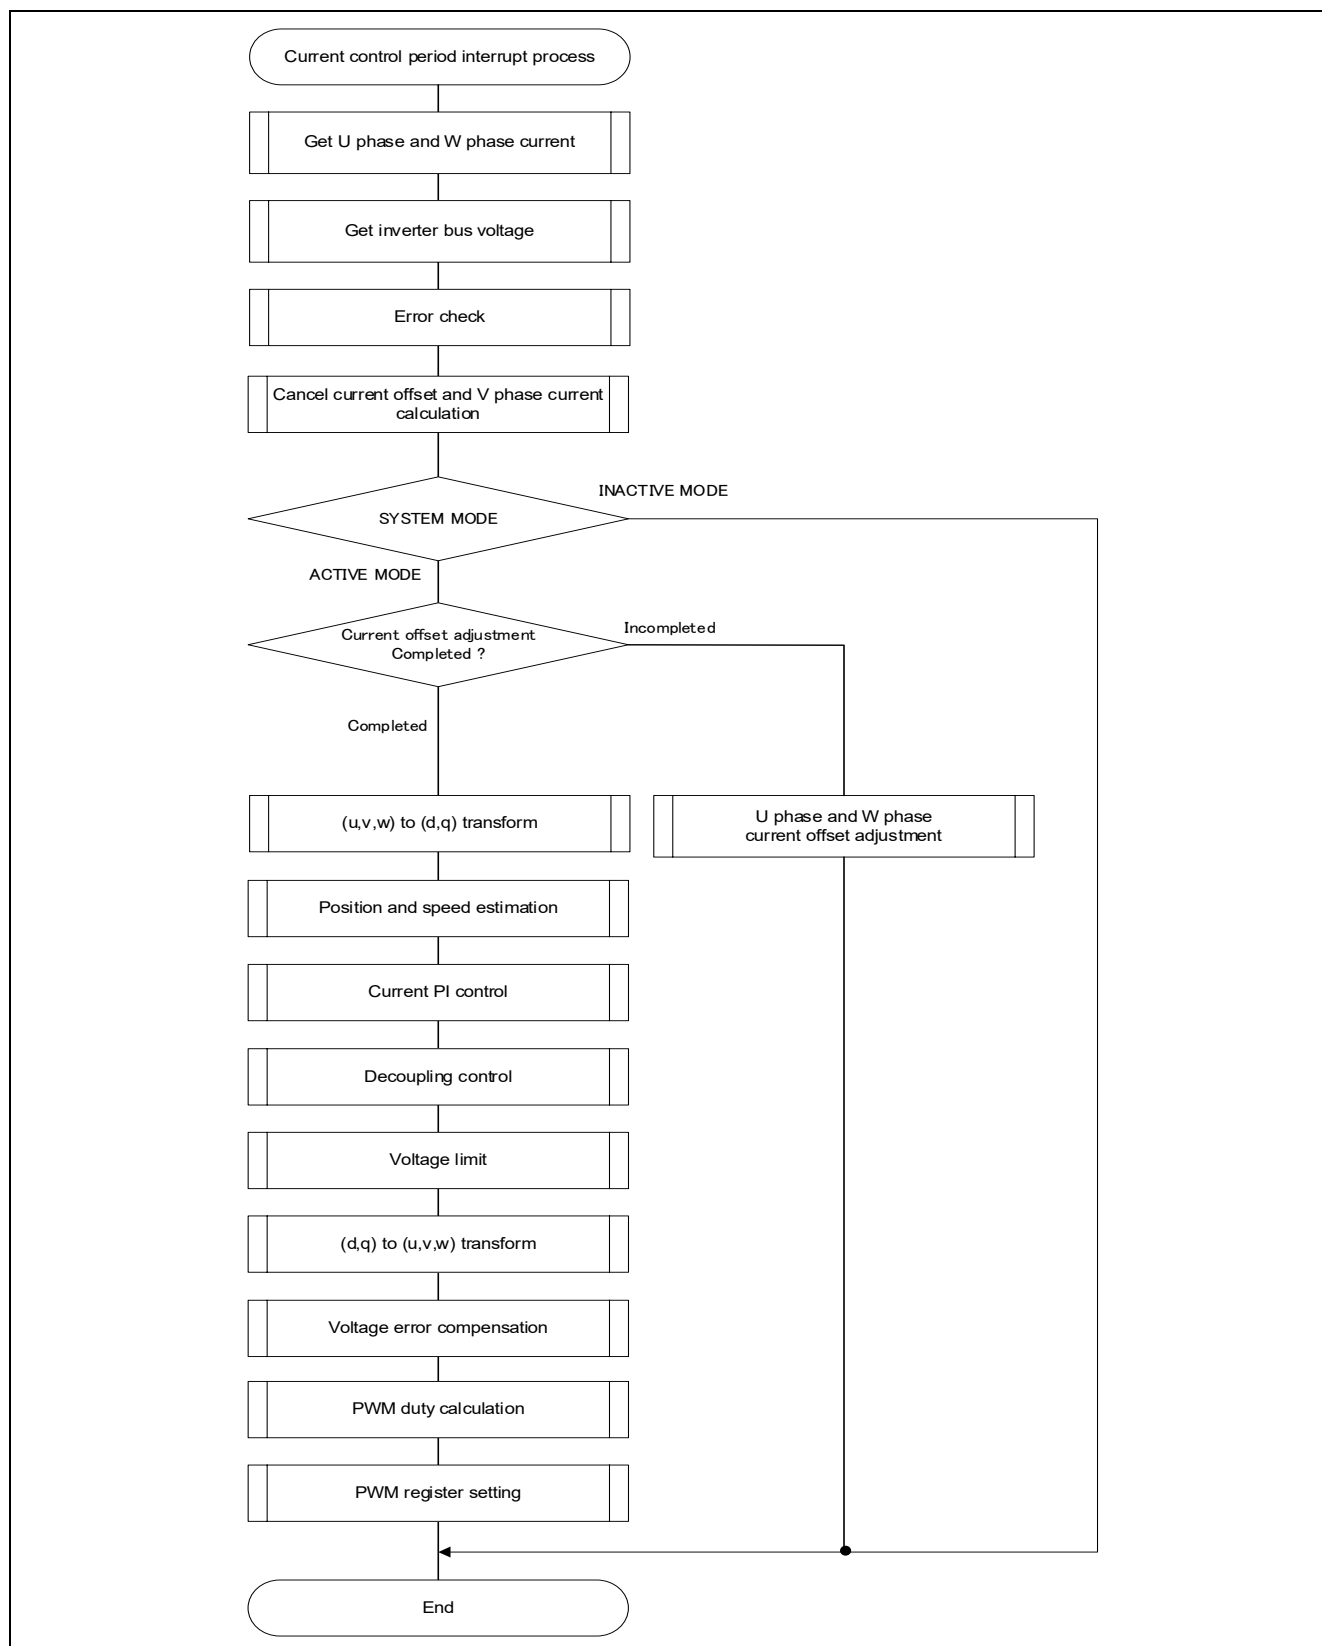 Current control period interrupt process
Get U phase and W phase current
Get inverter bus voltage
Error check
Cancel current offset and V phase current
calculation
INACTIVE MODE
SYSTEM MODE
ACTIVE MODE
Current offset adjustment
Completed ?
Incompleted
Completed
(u,v,w) to (d,q) transform
U phase and W phase
current offset adjustment
Position and speed estimation
Current PI control
Decoupling control
Voltage limit
(d,q) to (u,v,w) transform
Voltage error compensation
PWM duty calculation
PWM register setting
End